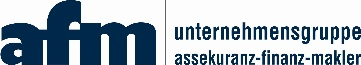 afm
unternehmensgruppe
assekuranz-finanz-makler